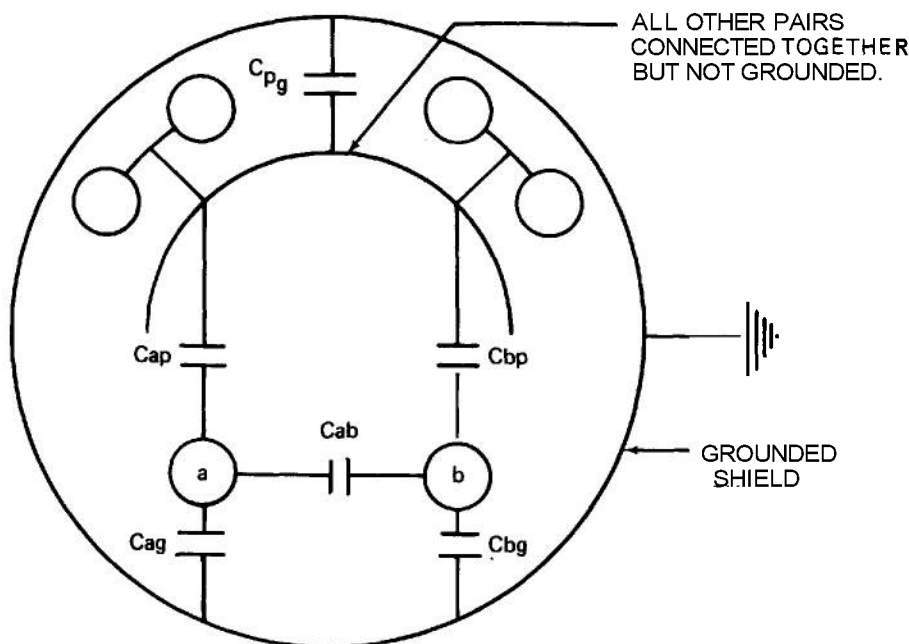 ALL OTHER PAIRS
CONNECTED TOGETHER
BUT NOT GROUNDED.
Cpg
Cap
Cbp
Cab
a
b
GROUNDED
SHIELD
Cag
Cbg